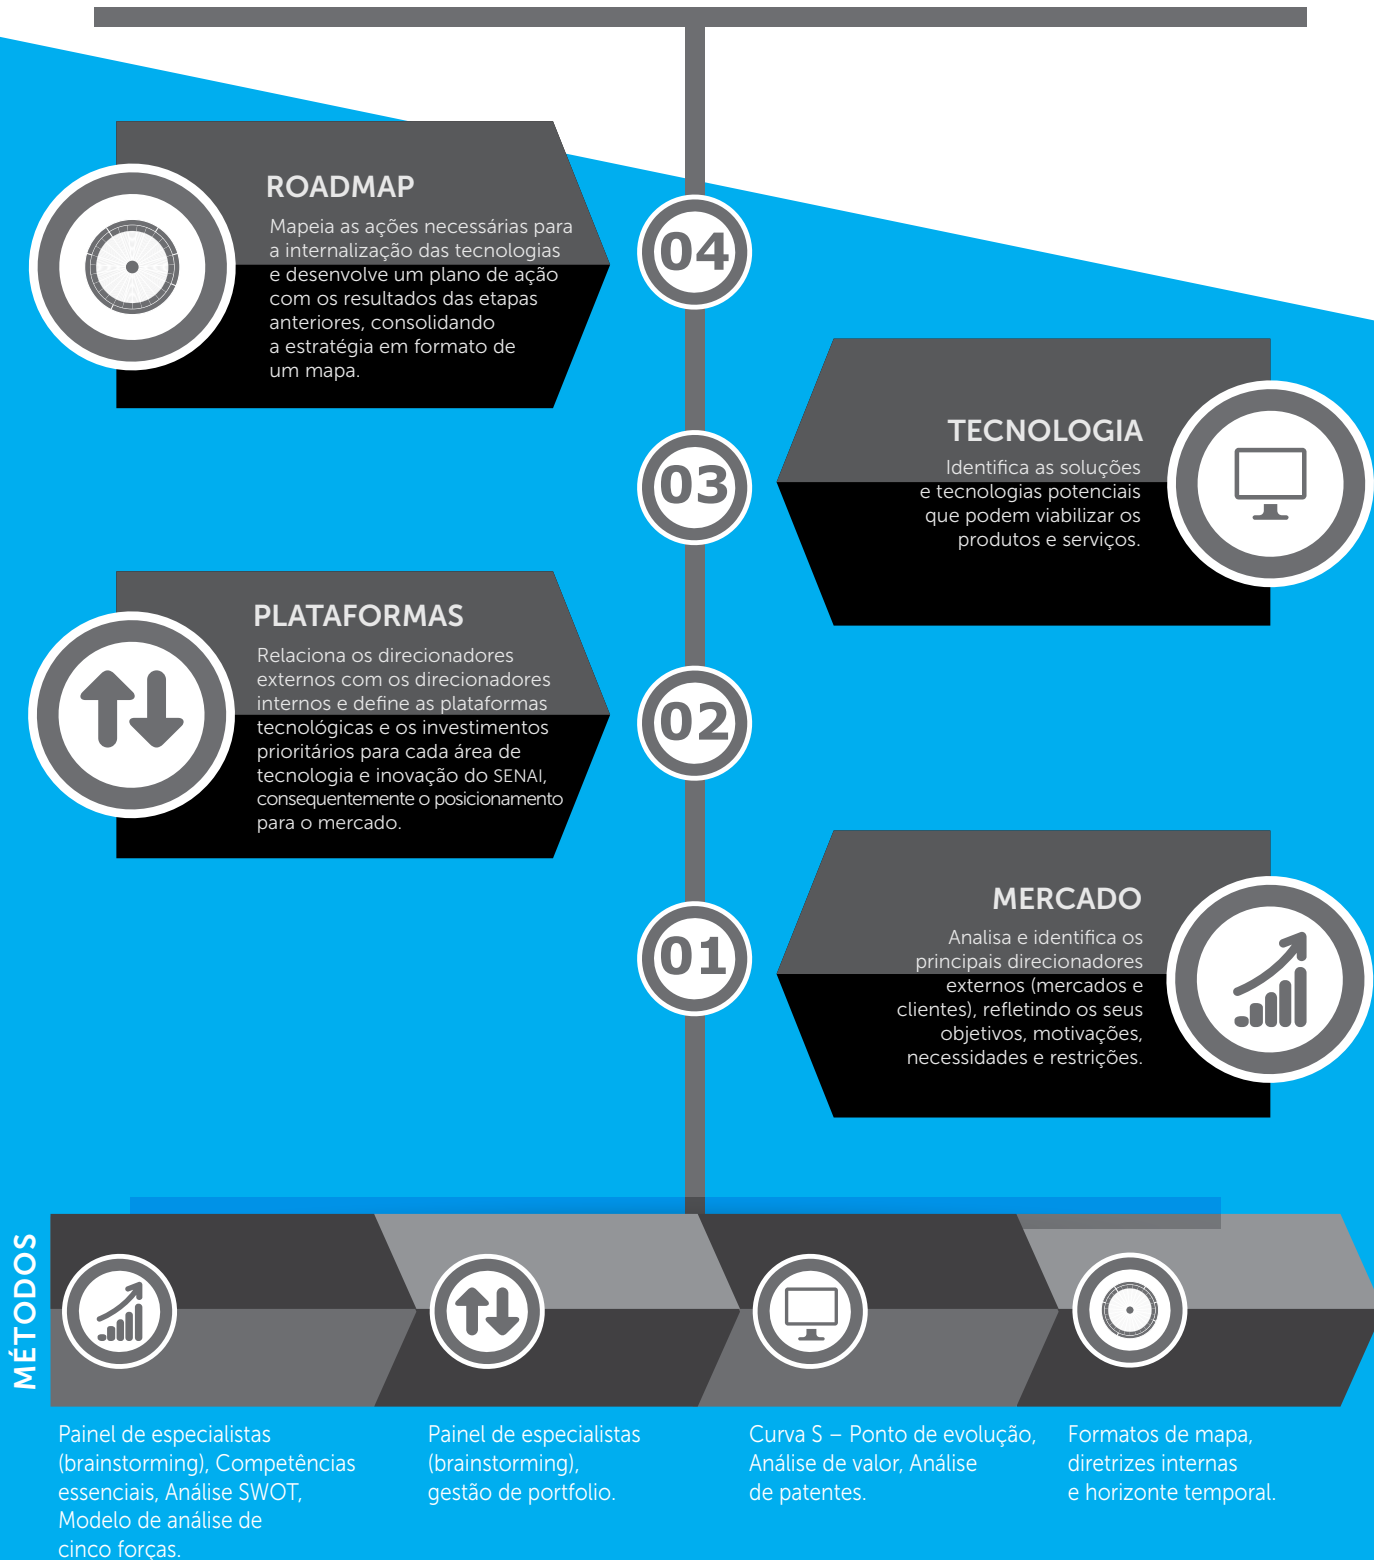 ROADMAP
Mapeia as ações necessárias para
a internalização das tecnologias
e desenvolve um plano de ação
com os resultados das etapas
anteriores, consolidando
a estratégia em formato de
um mapa.
04
TECNOLOGIA
Identifica as soluções
e tecnologias potenciais
que podem viabilizar os
produtos e serviços.
03
PLATAFORMAS
Relaciona os direcionadores
externos com os direcionadores
internos e define as plataformas
tecnológicas e os investimentos
prioritários para cada área de
tecnologia e inovação do SENAI,
consequentemente o posicionamento
para o mercado.
02
MERCADO
Analisa e identifica os
principais direcionadores
externos (mercados e
clientes), refletindo os seus
objetivos, motivações,
necessidades e restrições.
01
MÉTODOS
Painel de especialistas
(brainstorming), Competências
essenciais, Análise SWOT,
Modelo de análise de
cinco forças.
Painel de especialistas
(brainstorming),
gestão de portfolio.
Curva S – Ponto de evolução,
Análise de valor, Análise
de patentes.
Formatos de mapa,
diretrizes internas
e horizonte temporal.